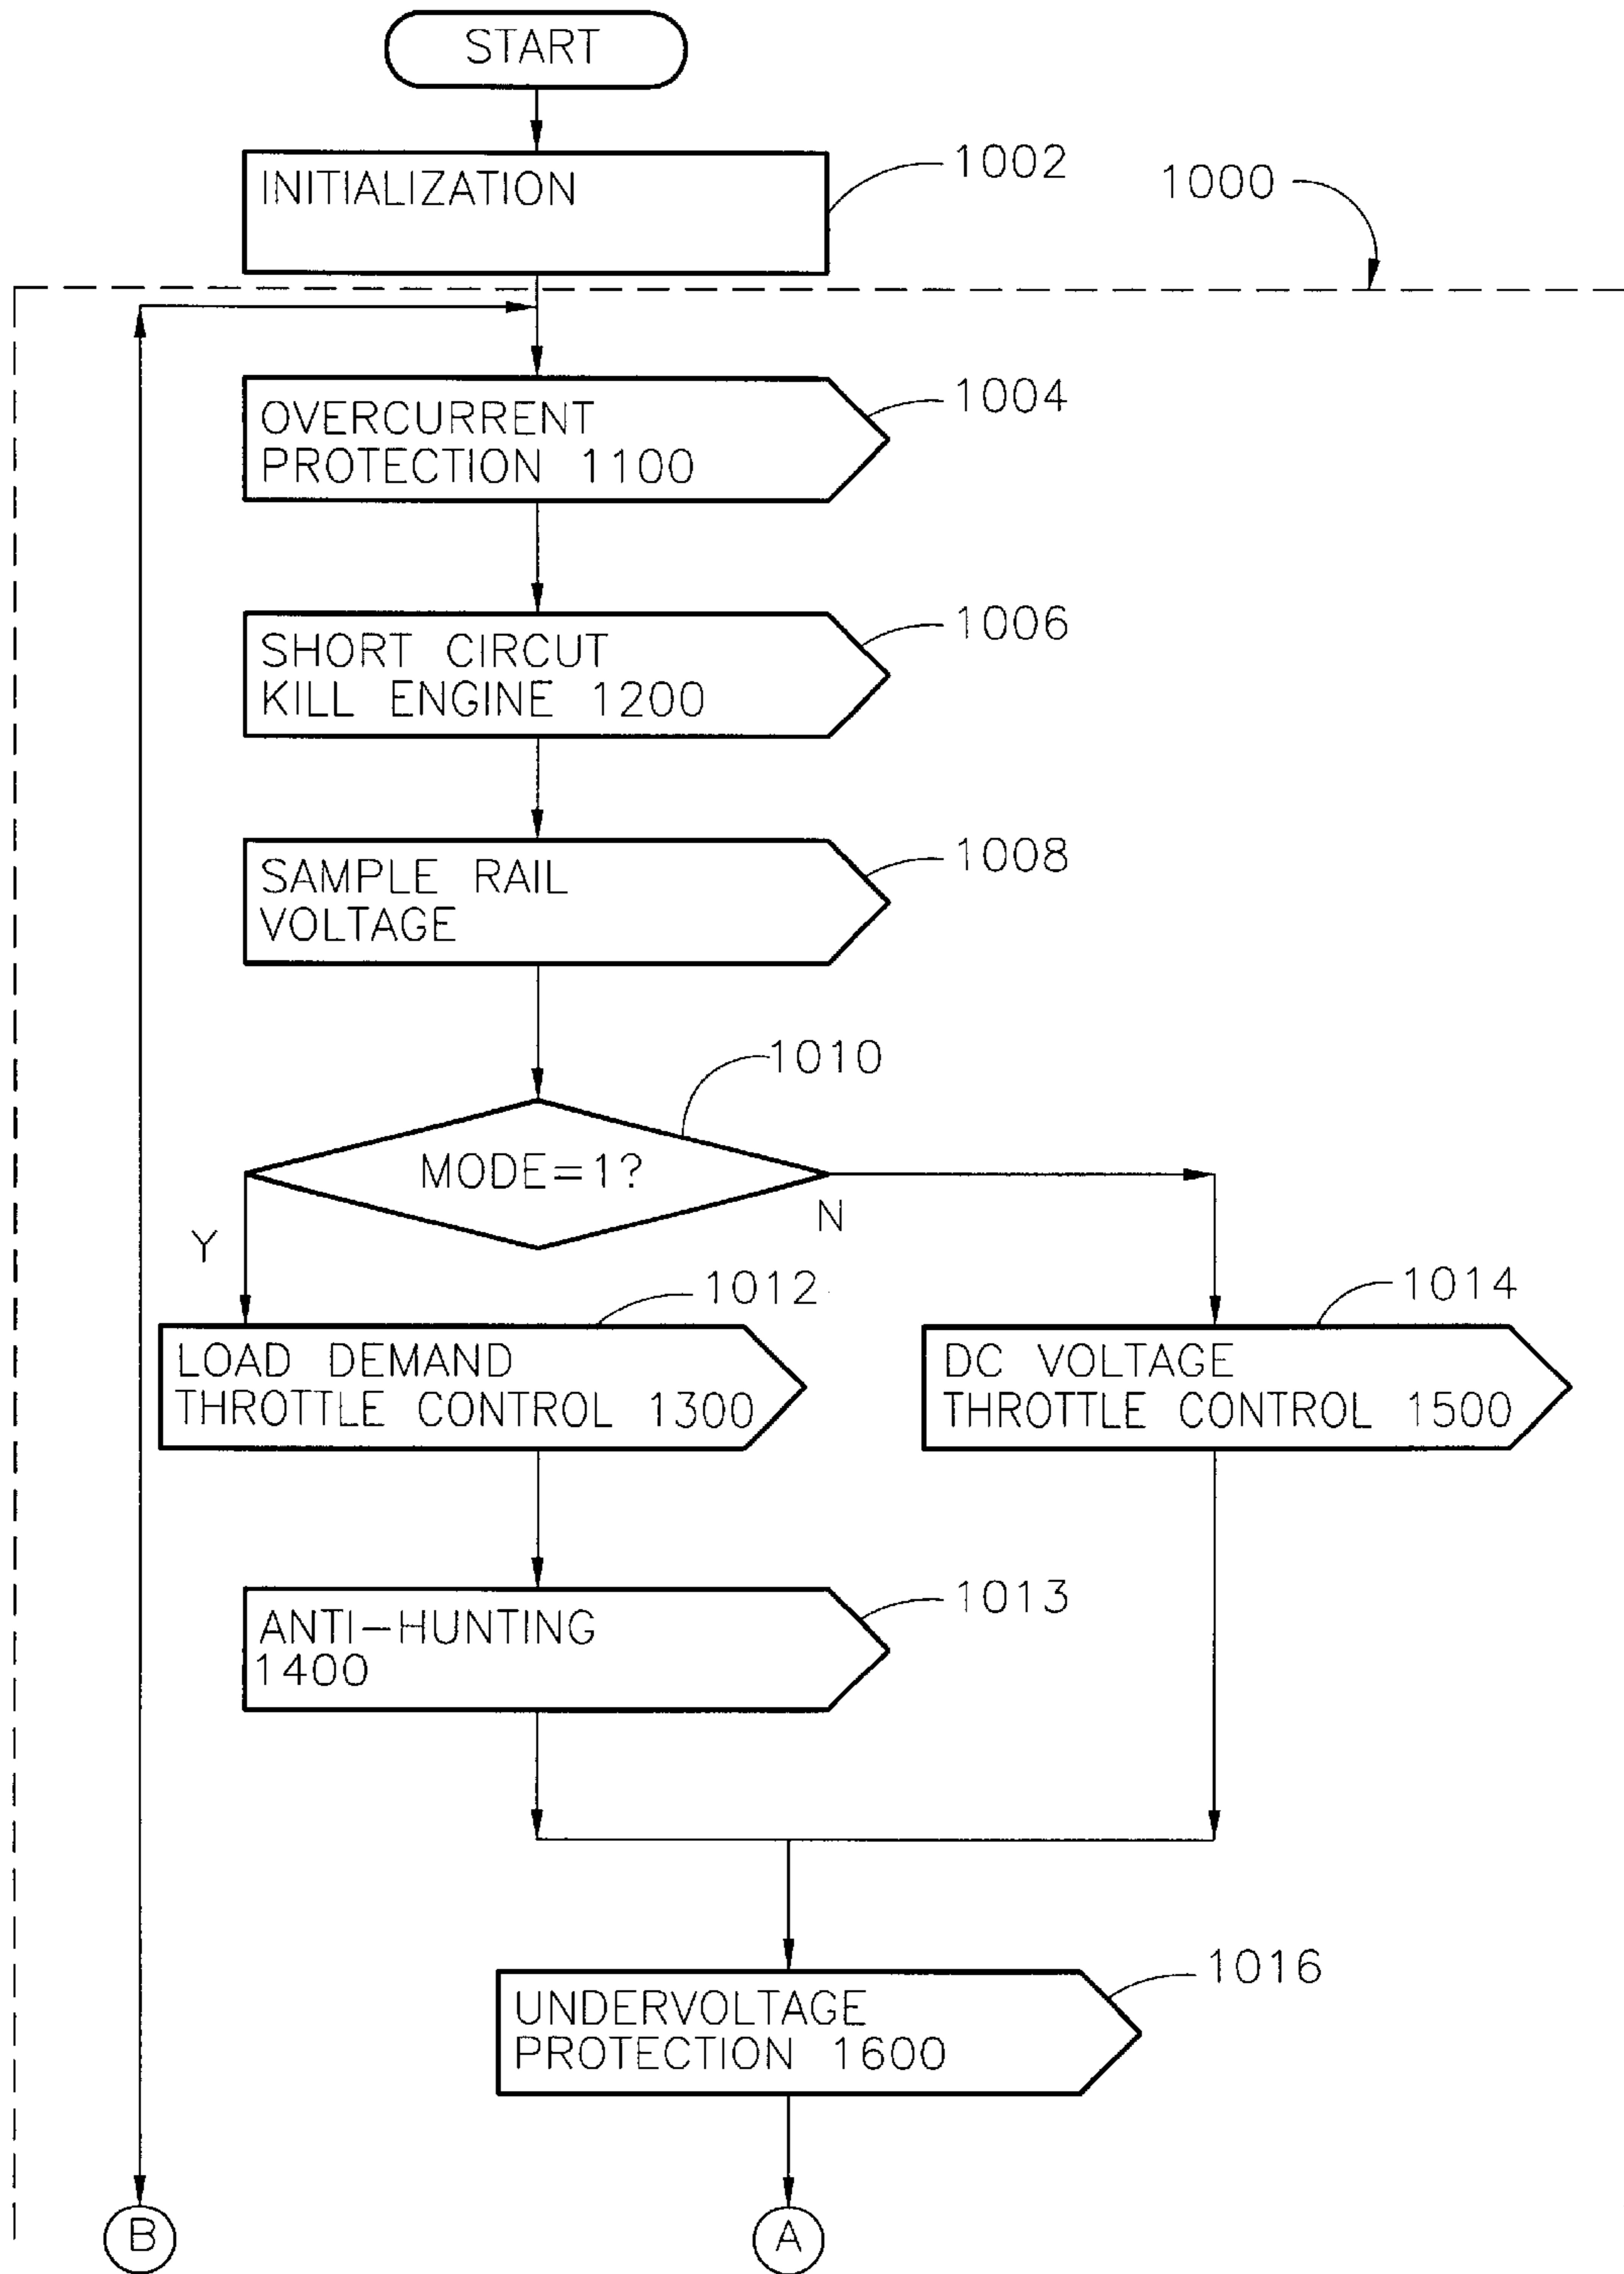 START
INITIALIZATION
1002
1000
OVERCURRENT
PROTECTION 1100
1004
SHORT CIRCUT
KILL ENGINE 1200
1006
SAMPLE RAIL
VOLTAGE
1008
1010
MODE=1?
Y
N
1012
LOAD DEMAND
THROTTLE CONTROL 1300
1014
DC VOLTAGE
THROTTLE CONTROL 1500
ANTI-HUNTING
1400
1013
UNDERVOLTAGE
PROTECTION 1600
1016
B
A